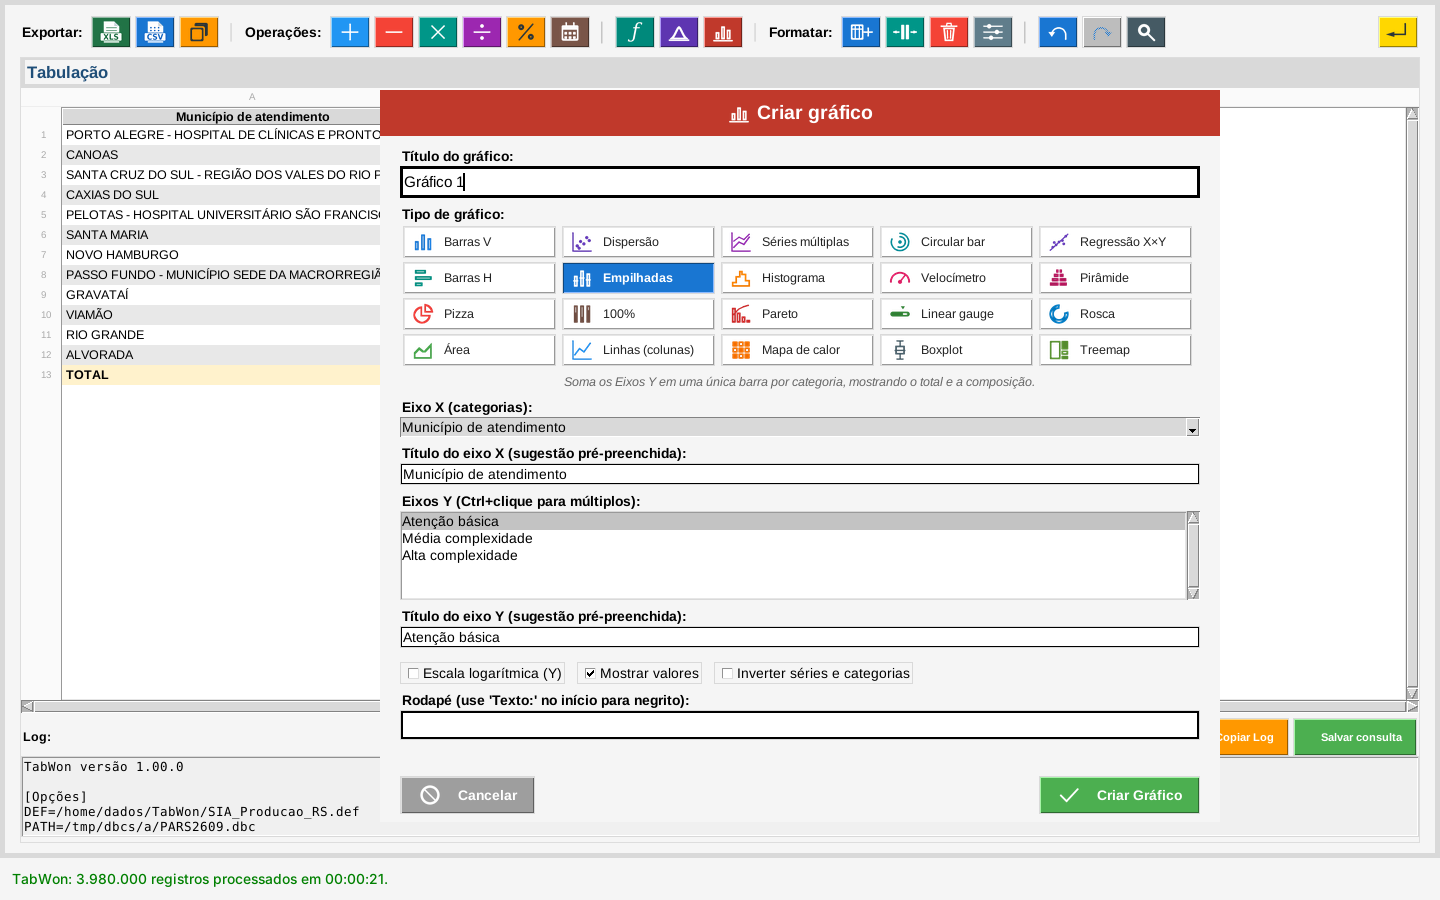 Exportar:
XLS
CSV
Operações:
Formatar:
Tabulação
A
Município de atendimento
1 PORTO ALEGRE - HOSPITAL DE CLÍNICAS E PRONTO
2 CANOAS
3 SANTA CRUZ DO SUL - REGIÃO DOS VALES DO RIO P
4 CAXIAS DO SUL
5 PELOTAS - HOSPITAL UNIVERSITÁRIO SÃO FRANCISC
6 SANTA MARIA
7 NOVO HAMBURGO
8 PASSO FUNDO - MUNICÍPIO SEDE DA MACRORREGIÃ
9 GRAVATAÍ
10 VIAMÃO
11 RIO GRANDE
12 ALVORADA
13 TOTAL
Criar gráfico
Título do gráfico:
Gráfico 1
Tipo de gráfico:
Barras V Dispersão Séries múltiplas Circular bar Regressão X×Y
Barras H Empilhadas Histograma Velocímetro Pirâmide
Pizza 100% Pareto Linear gauge Rosca
Área Linhas (colunas) Mapa de calor Boxplot Treemap
Soma os Eixos Y em uma única barra por categoria, mostrando o total e a composição.
Eixo X (categorias):
Município de atendimento
Título do eixo X (sugestão pré-preenchida):
Município de atendimento
Eixos Y (Ctrl+clique para múltiplos):
Atenção básica
Média complexidade
Alta complexidade
Título do eixo Y (sugestão pré-preenchida):
Atenção básica
Escala logarítmica (Y) Mostrar valores Inverter séries e categorias
Rodapé (use 'Texto:' no início para negrito):
Cancelar Criar Gráfico
Log:
Copiar Log Salvar consulta
TabWon versão 1.00.0
[Opções]
DEF=/home/dados/TabWon/SIA_Producao_RS.def
PATH=/tmp/dbcs/a/PARS2609.dbc
TabWon: 3.980.000 registros processados em 00:00:21.